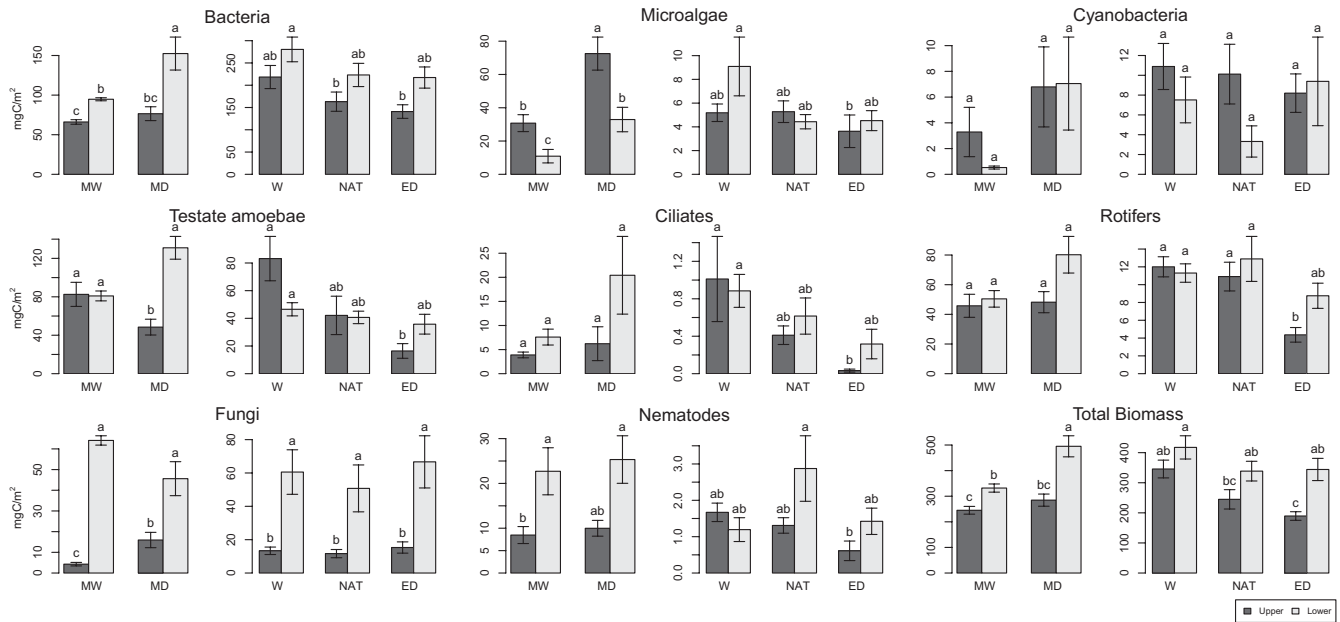 Bacteria
mgC/m²
150
100
50
0
c
b
bc
a
MW
MD
250
150
50
0
ab
a
b
ab
b
ab
W
NAT
ED
Microalgae
80
60
40
20
0
b
c
a
b
MW
MD
10
8
6
4
2
0
ab
a
ab
ab
b
ab
W
NAT
ED
Cyanobacteria
10
8
6
4
2
0
a
a
a
a
MW
MD
12
10
8
6
4
2
0
a
a
a
a
a
a
W
NAT
ED
Testate amoebae
mgC/m²
120
80
40
0
a
a
b
a
MW
MD
80
60
40
20
0
a
a
ab
ab
b
ab
W
NAT
ED
Ciliates
25
20
15
10
5
0
a
a
a
a
MW
MD
1.2
0.8
0.4
0.0
a
a
ab
ab
b
ab
W
NAT
ED
Rotifers
80
60
40
20
0
b
b
b
a
MW
MD
12
8
6
4
2
0
a
a
a
a
b
ab
W
NAT
ED
Fungi
mgC/m²
50
30
10
0
c
a
b
a
MW
MD
80
60
40
20
0
b
a
b
a
b
a
W
NAT
ED
Nematodes
30
20
10
5
0
b
a
ab
a
MW
MD
3.0
2.0
1.0
0.0
ab
ab
ab
a
b
ab
W
NAT
ED
Total Biomass
500
300
100
0
c
b
bc
a
MW
MD
400
300
200
100
0
ab
a
bc
ab
c
ab
W
NAT
ED
Upper Lower